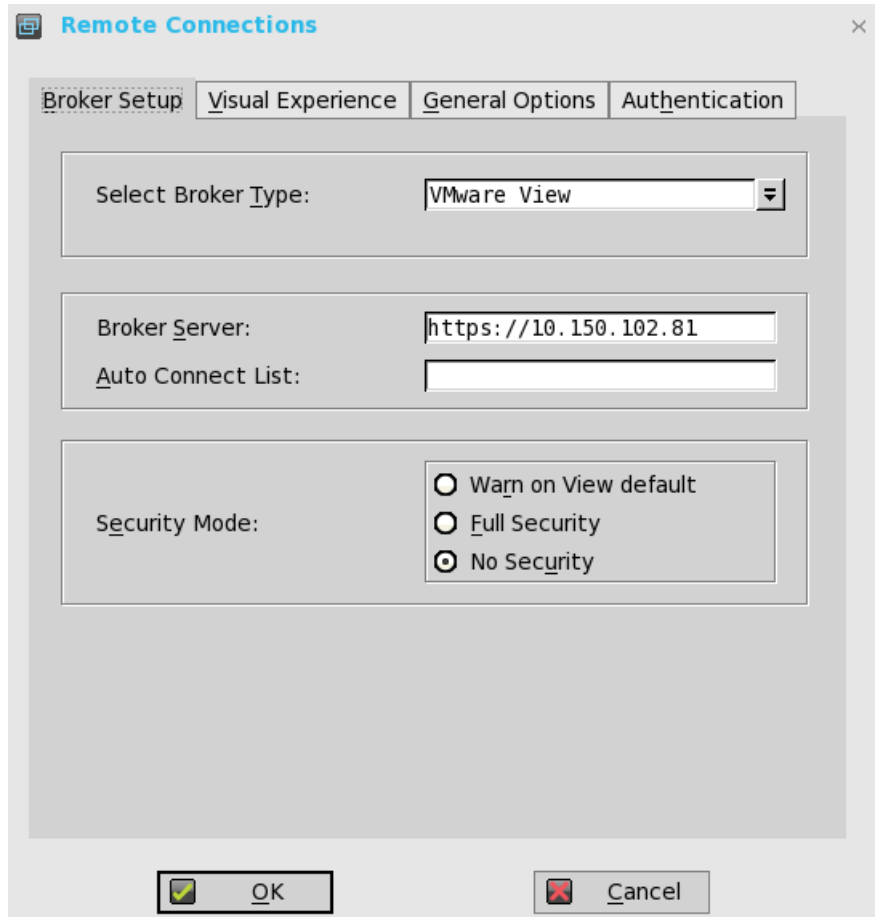 Remote Connections
Broker Setup Visual Experience General Options Authentication
Select Broker Type: VMware View
Broker Server: https://10.150.102.81
Auto Connect List:
Warn on View default
Security Mode: Full Security
No Security
OK Cancel